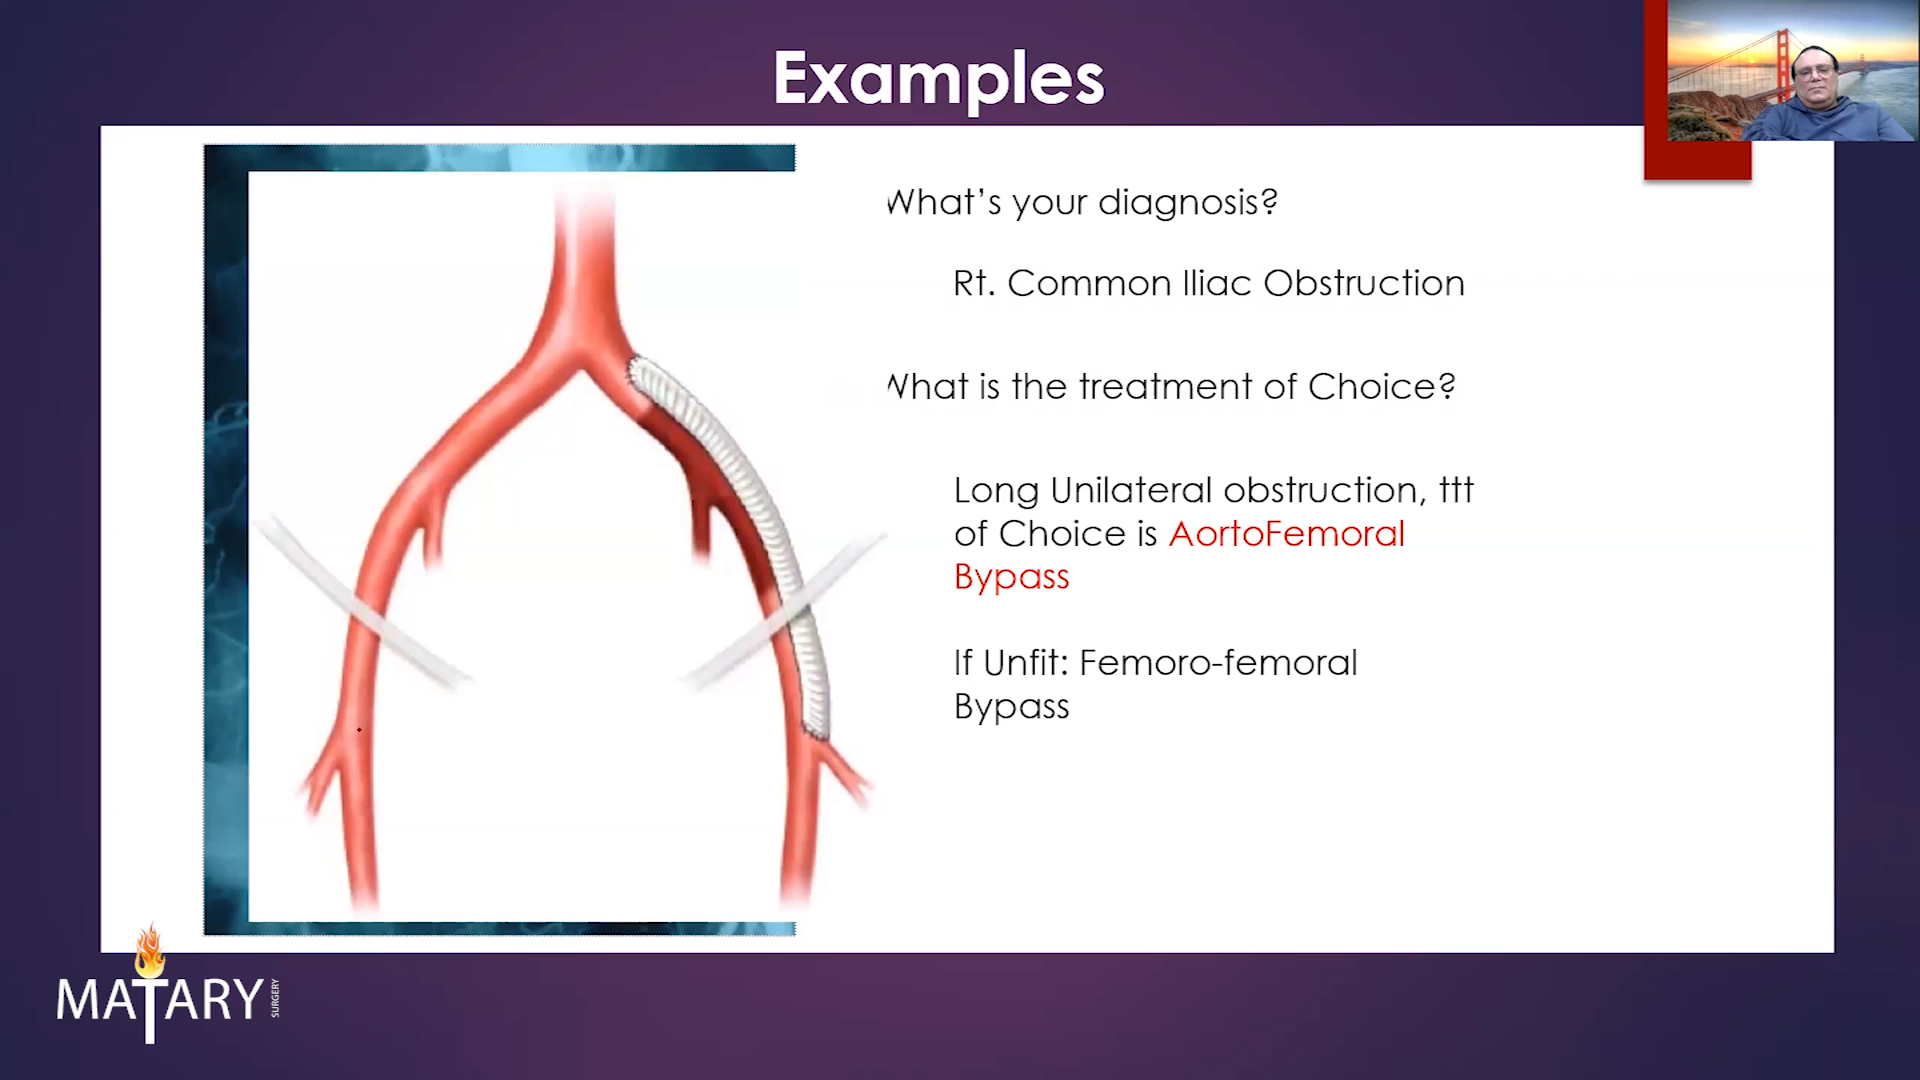 Examples
What's your diagnosis?
Rt. Common Iliac Obstruction
What is the treatment of Choice?
Long Unilateral obstruction, ttt
of Choice is AortoFemoral
Bypass
If Unfit: Femoro-femoral
Bypass
MATARY
SURGERY